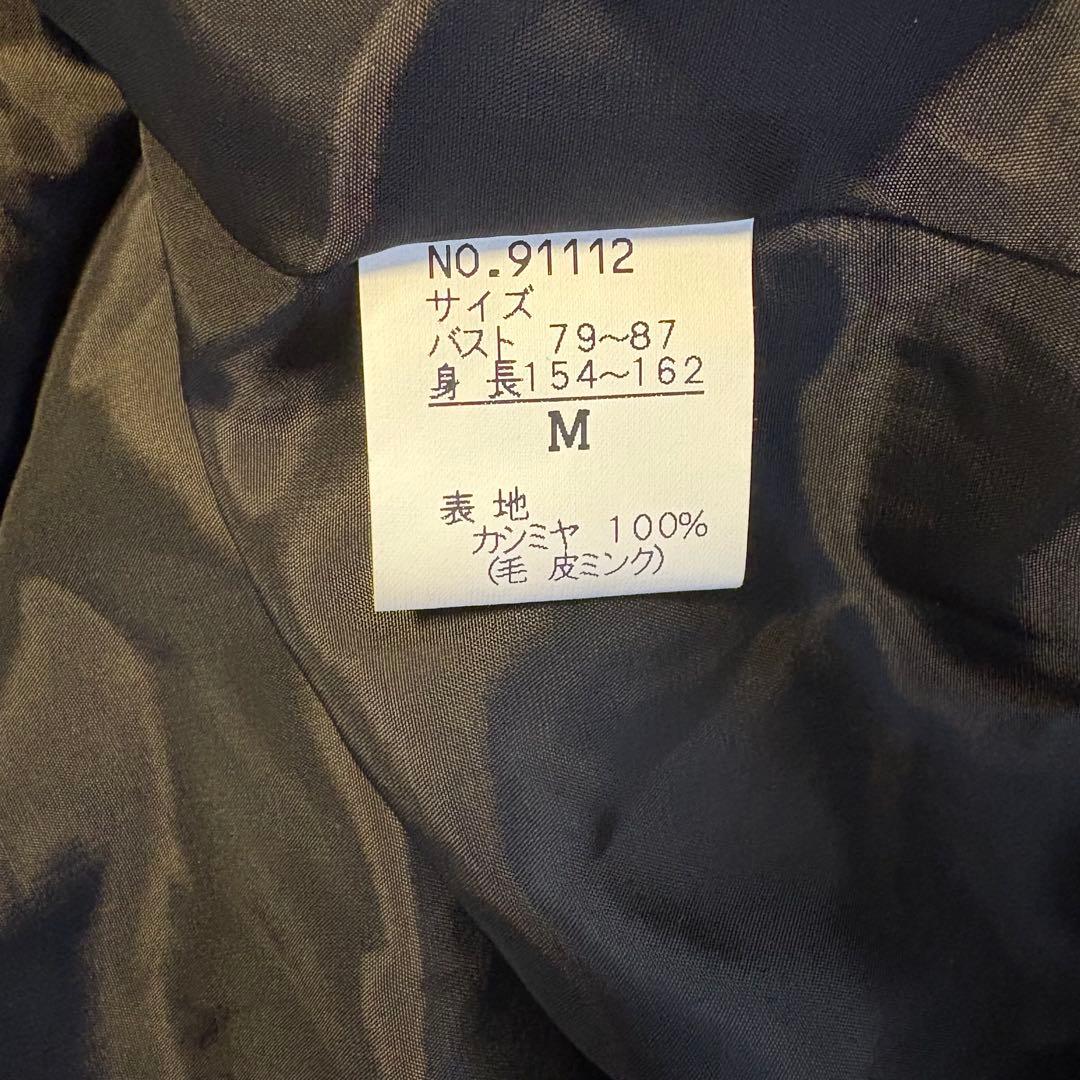 NO.91112
サイズ
バスト 79~87
身 長154~162
M
表 地
カシミヤ 100%
(毛 皮ミンク)